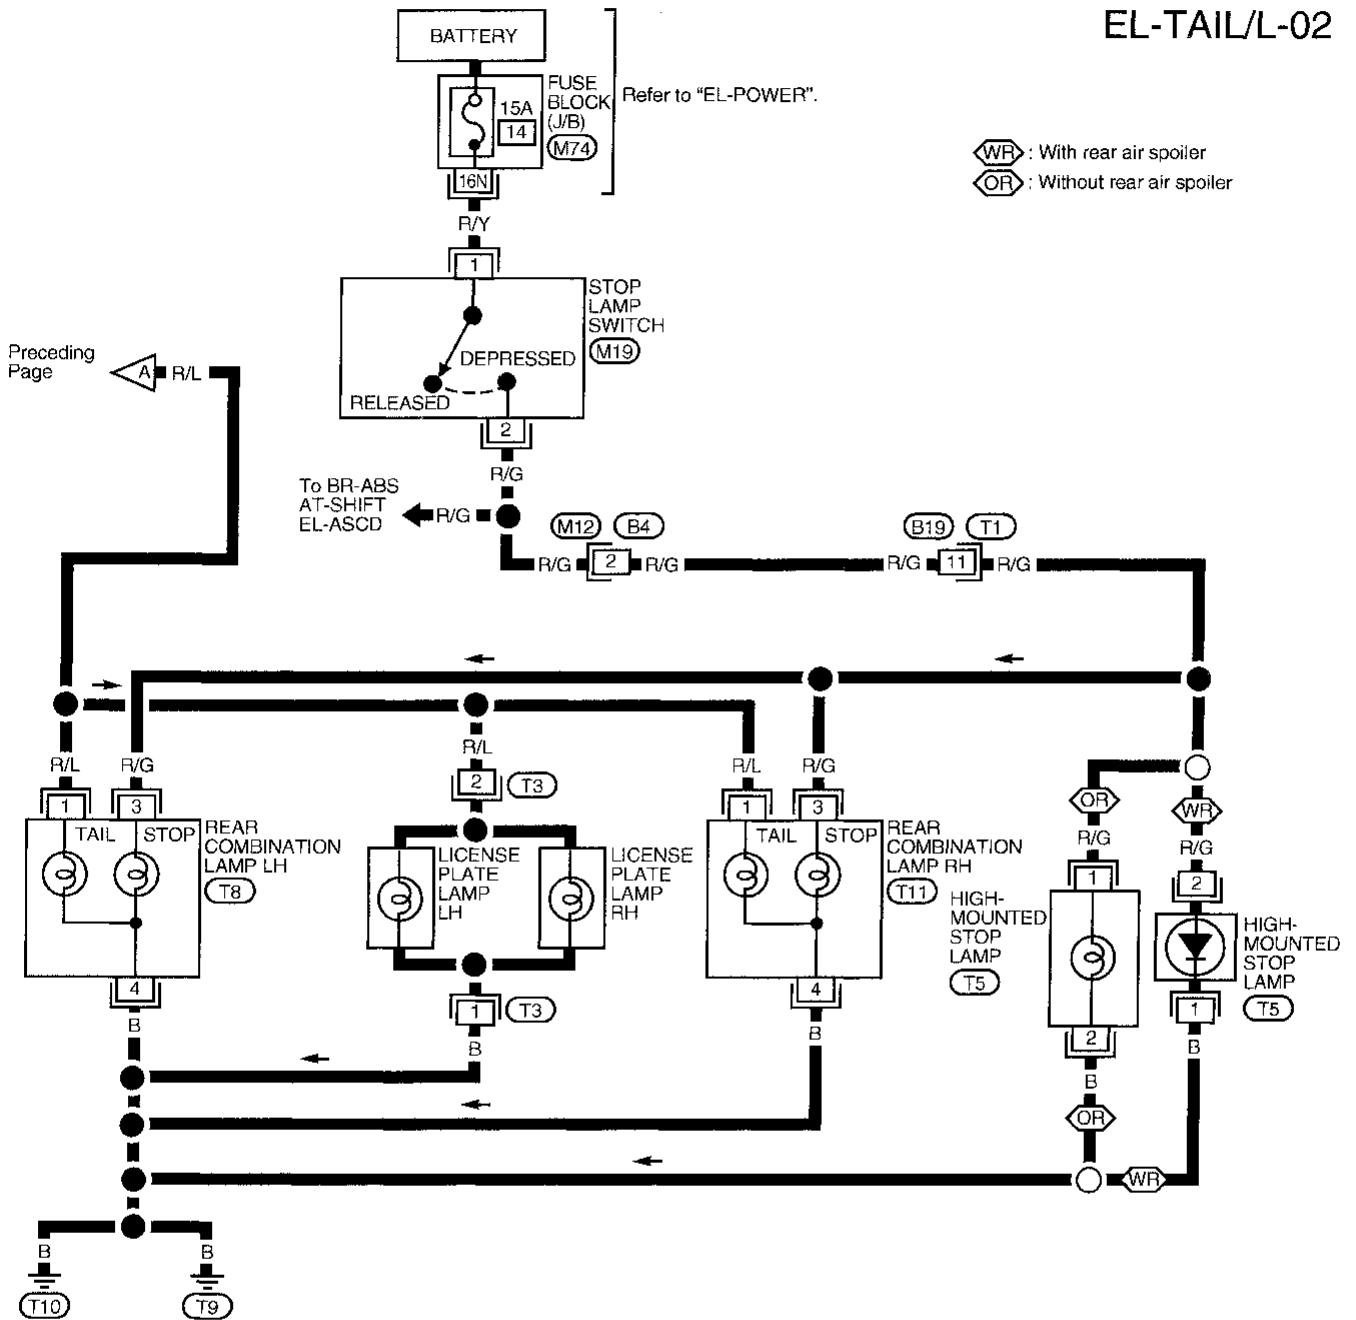 EL-TAIL/L-02
BATTERY
FUSE
BLOCK
(J/B)
M74
15A
14
16N
Refer to "EL-POWER".
WR : With rear air spoiler
OR : Without rear air spoiler
R/Y
1
STOP
LAMP
SWITCH
M19
DEPRESSED
RELEASED
2
Preceding
Page
A
R/L
R/G
To BR-ABS
AT-SHIFT
EL-ASCD
R/G
M12
B4
R/G
2
R/G
B19
T1
R/G
11
R/G
R/L
R/G
R/L
R/L
R/G
2
T3
OR
WR
R/G
R/G
1
3
TAIL
STOP
REAR
COMBINATION
LAMP LH
T8
4
B
LICENSE
PLATE
LAMP
LH
LICENSE
PLATE
LAMP
RH
1
T3
B
1
3
TAIL
STOP
REAR
COMBINATION
LAMP RH
T11
4
B
1
HIGH-
MOUNTED
STOP
LAMP
T5
2
B
OR
2
HIGH-
MOUNTED
STOP
LAMP
T5
1
B
WR
B
B
T10
T9